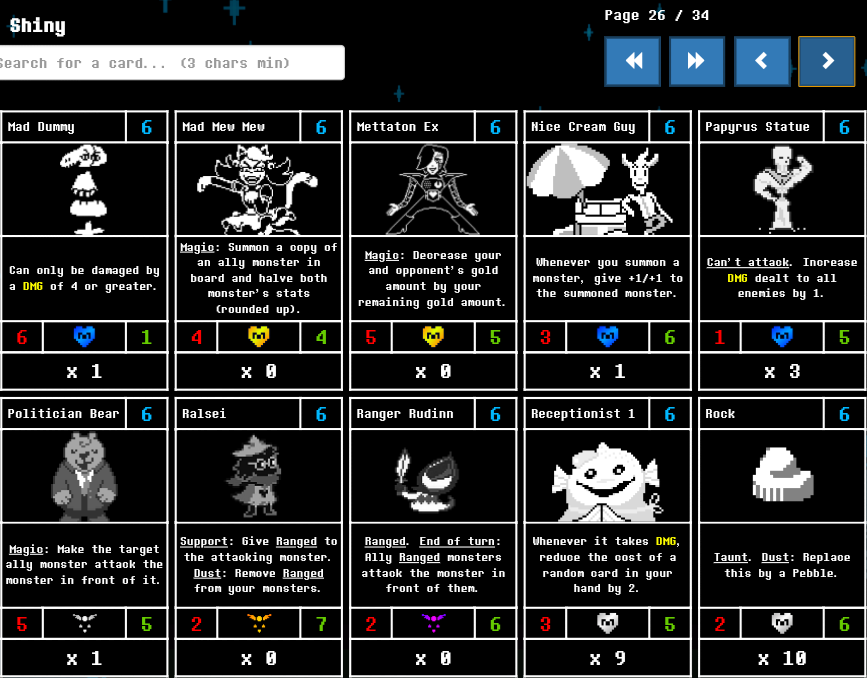 Shiny
Page 26 / 34
Search for a card... (3 chars min)
Mad Dummy 6
Can only be damaged by
a DMG of 4 or greater.
6 1
x 1
Mad Mew Mew 6
Magic: Summon a copy of
an ally monster in
board and halve both
monster's stats
(rounded up).
4 4
x 0
Mettaton Ex 6
Magic: Decrease your
and opponent's gold
amount by your
remaining gold amount.
5 5
x 0
Nice Cream Guy 6
Whenever you summon a
monster, give +1/+1 to
the summoned monster.
3 6
x 1
Papyrus Statue 6
Can't attack. Increase
DMG dealt to all
enemies by 1.
1 5
x 3
Politician Bear 6
Magic: Make the target
ally monster attack the
monster in front of it.
5 5
x 1
Ralsei 6
Support: Give Ranged to
the attacking monster.
Dust: Remove Ranged
from your monsters.
2 7
x 0
Ranger Rudinn 6
Ranged. End of turn:
Ally Ranged monsters
attack the monster in
front of them.
2 6
x 0
Receptionist 1 6
Whenever it takes DMG,
reduce the cost of a
random card in your
hand by 2.
3 5
x 9
Rock 6
Taunt. Dust: Replace
this by a Pebble.
2 6
x 10